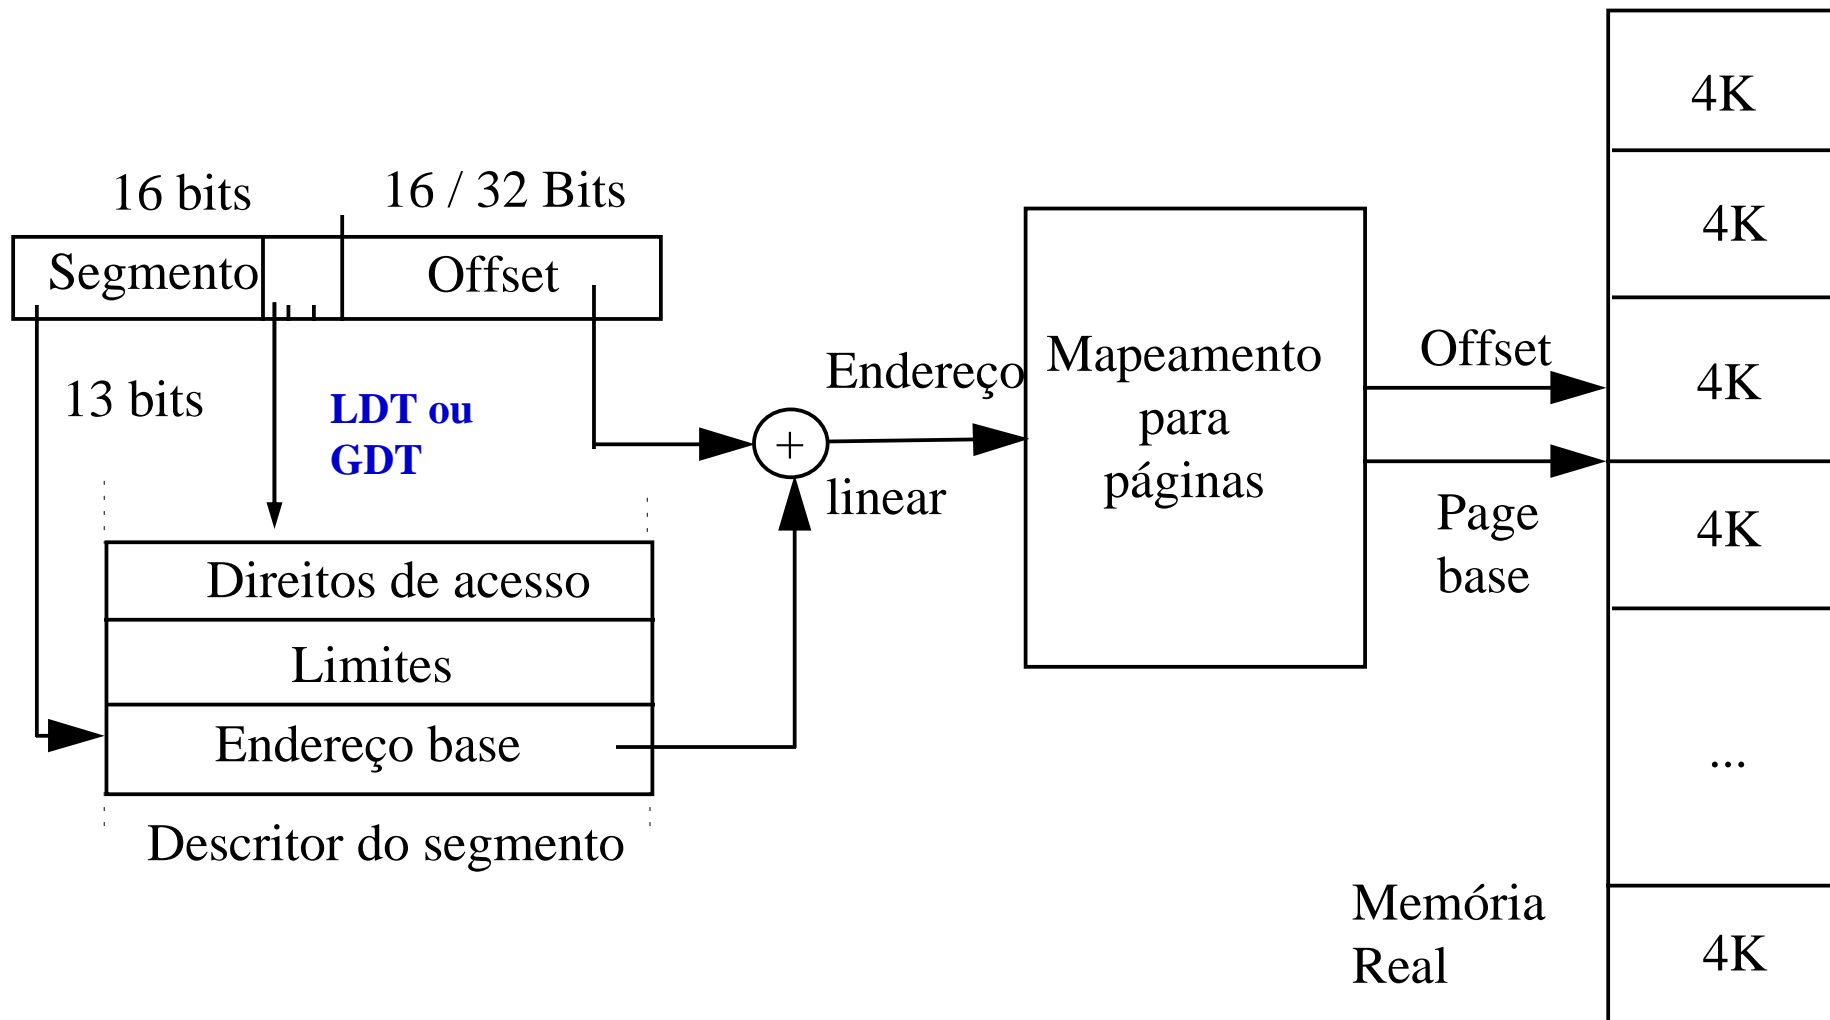 16 bits
16 / 32 Bits
Segmento
Offset
13 bits
LDT ou
GDT
Direitos de acesso
Limites
Endereço base
Descritor do segmento
+
Endereço
linear
Mapeamento
para
páginas
Offset
Page
base
Memória
Real
4K
4K
4K
4K
...
4K